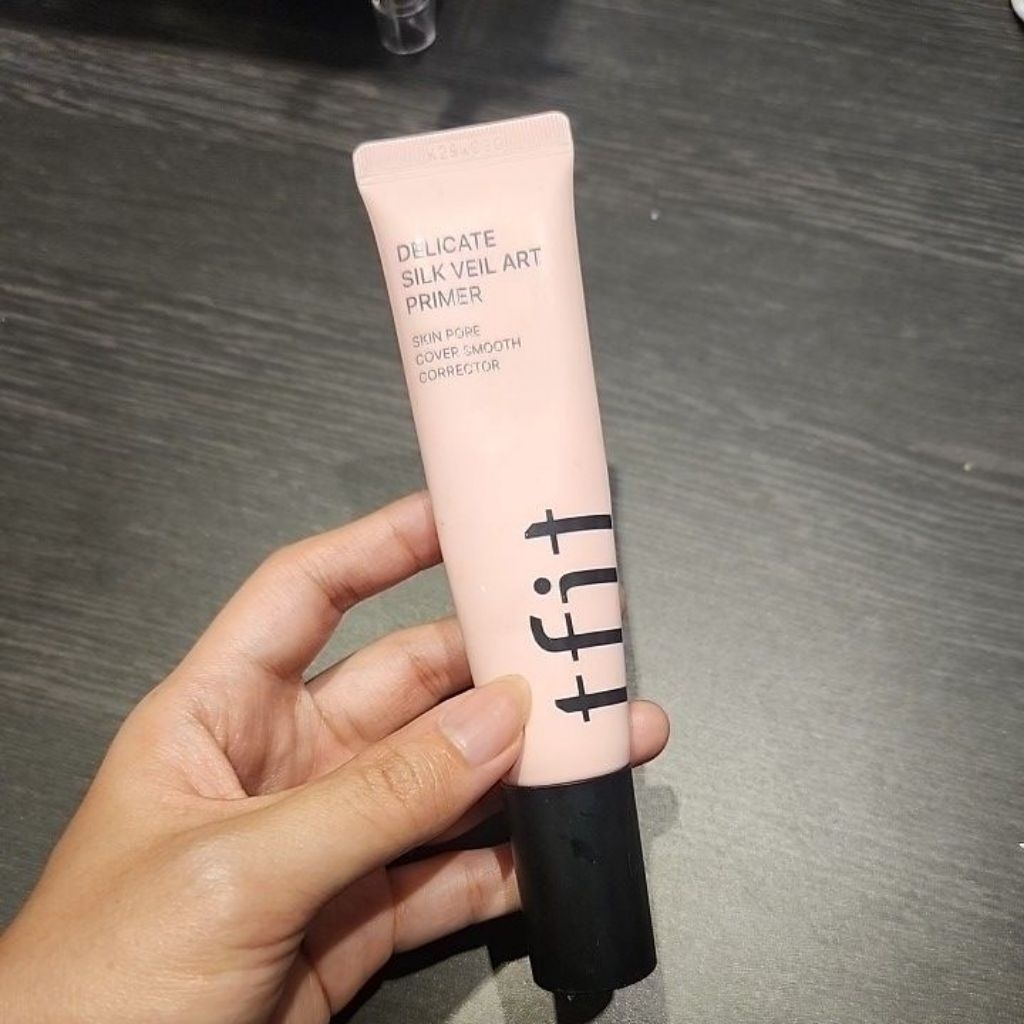 DELICATE
SILK VEIL ART
PRIMER
SKIN PORE
COVER SMOOTH
CORRECTOR
tfit